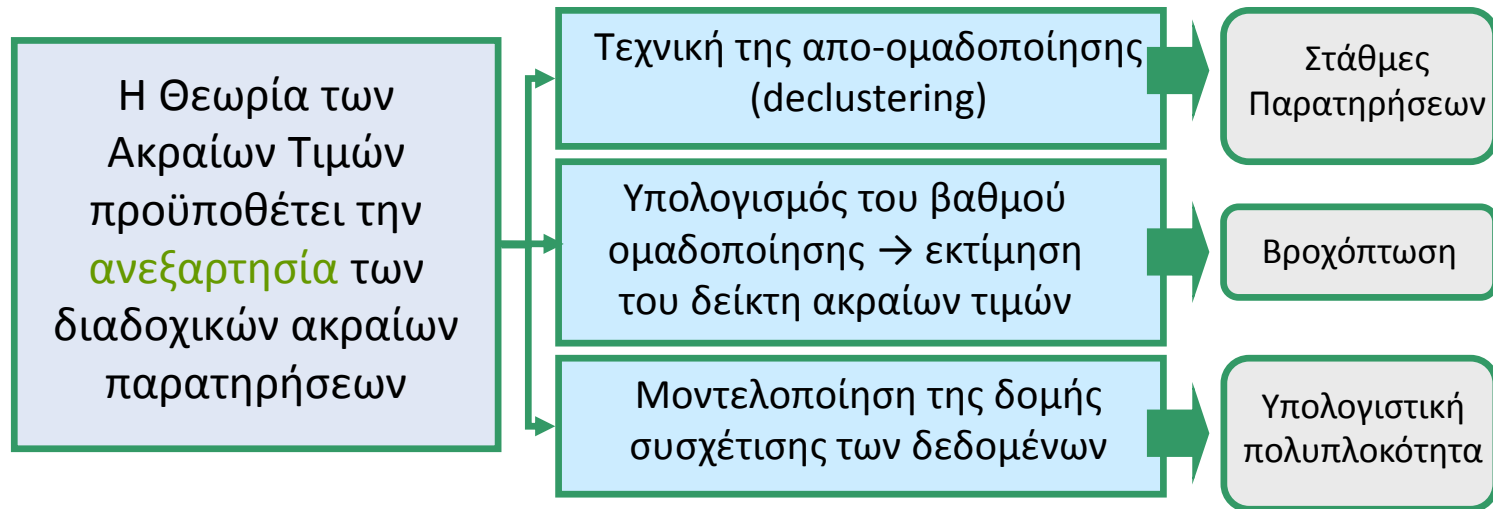 Η Θεωρία των
Ακραίων Τιμών
προϋποθέτει την
ανεξαρτησία των
διαδοχικών ακραίων
παρατηρήσεων
Τεχνική της απο-ομαδοποίησης
(declustering)
Στάθμες
Παρατηρήσεων
Υπολογισμός του βαθμού
ομαδοποίησης → εκτίμηση
του δείκτη ακραίων τιμών
Βροχόπτωση
Μοντελοποίηση της δομής
συσχέτισης των δεδομένων
Υπολογιστική
πολυπλοκότητα